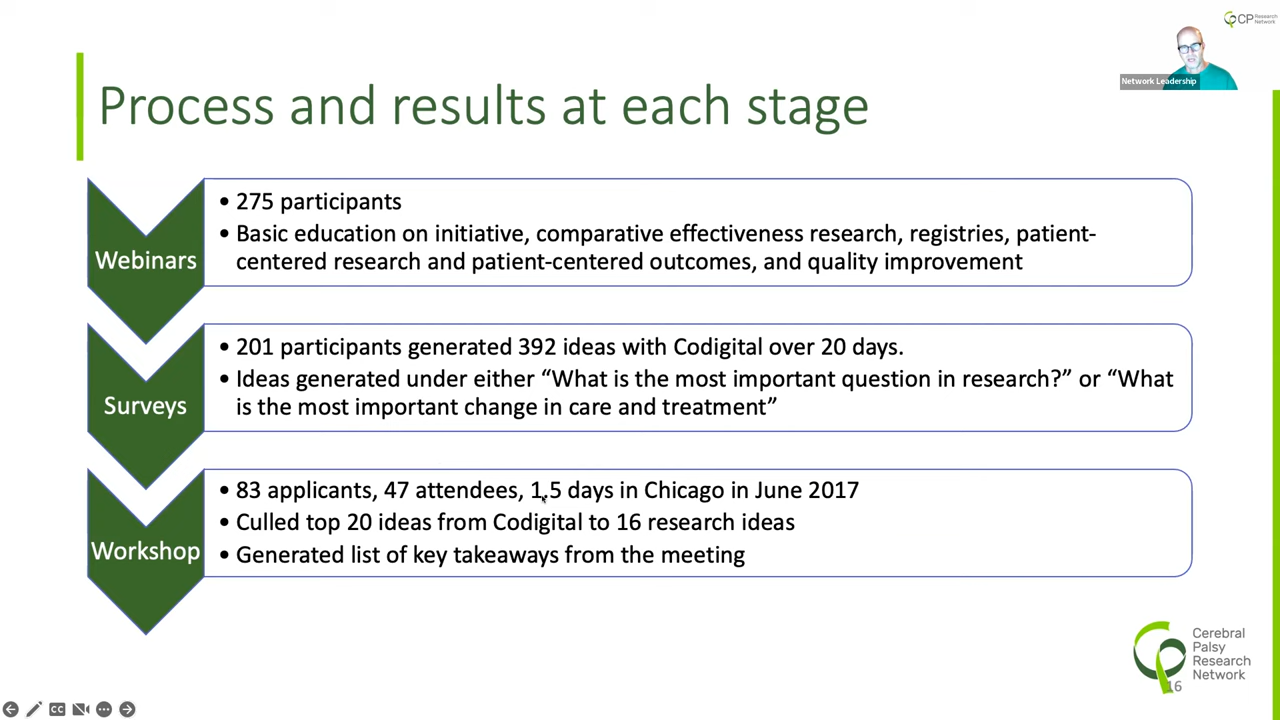 CP Research
Network
Network Leadership
Process and results at each stage
Webinars
• 275 participants
• Basic education on initiative, comparative effectiveness research, registries, patient-
centered research and patient-centered outcomes, and quality improvement
Surveys
• 201 participants generated 392 ideas with Codigital over 20 days.
• Ideas generated under either “What is the most important question in research?” or “What
is the most important change in care and treatment”
Workshop
• 83 applicants, 47 attendees, 1.5 days in Chicago in June 2017
• Culled top 20 ideas from Codigital to 16 research ideas
• Generated list of key takeaways from the meeting
Cerebral
Palsy
Research
Network
16
CC